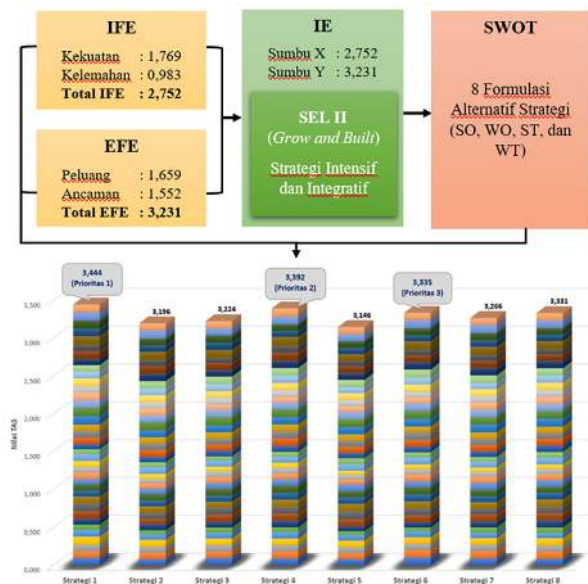 IFE
Kekuatan : 1,769
Kelemahan : 0,983
Total IFE : 2,752
EFE
Peluang : 1,659
Ancaman : 1,552
Total EFE : 3,231
IE
Sumbu X : 2,752
Sumbu Y : 3,231
SEL II
(Grow and Built)
Strategi Intensif
dan Integratif
SWOT
8 Formulasi
Alternatif Strategi
(SO, WO, ST, dan
WT)
3,444
(Prioritas 1)
3,196
3,224
3,392
(Prioritas 2)
3,146
3,335
(Prioritas 3)
3,266
3,331
Nilai TAS
3,500
3,000
2,500
2,000
1,500
1,000
0,500
0,000
Strategi 1
Strategi 2
Strategi 3
Strategi 4
Strategi 5
Strategi 6
Strategi 7
Strategi 8